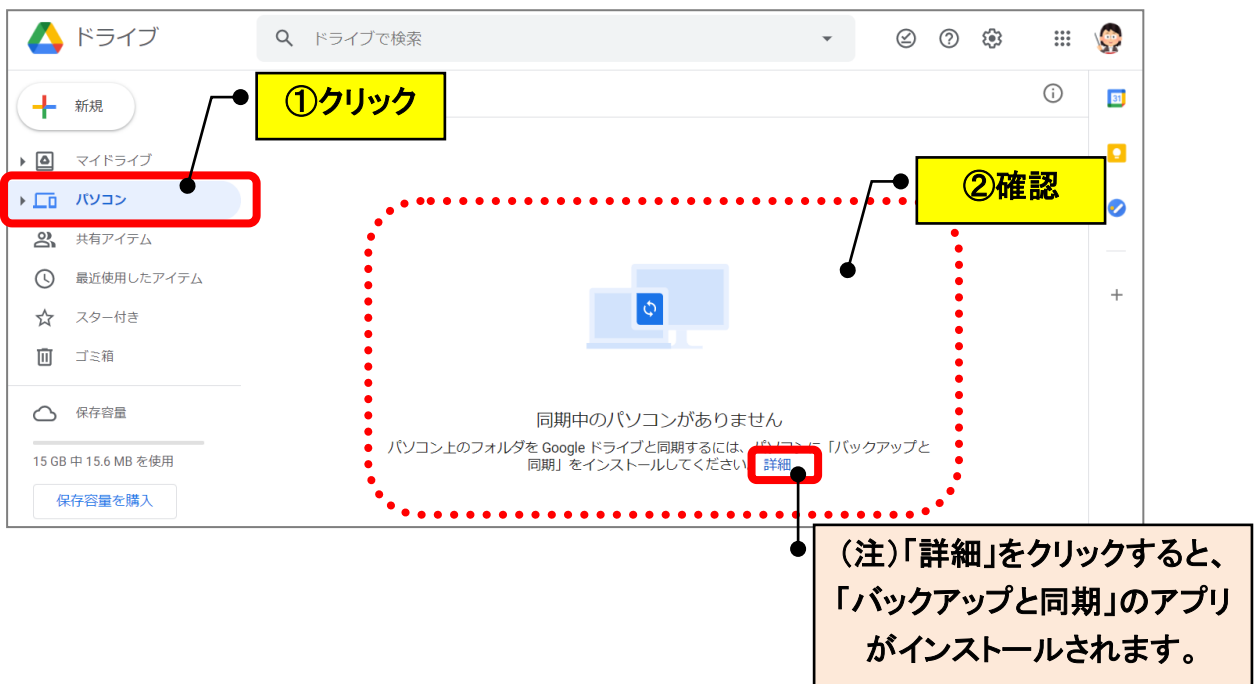 ドライブ
ドライブで検索
①クリック
新規
31
マイドライブ
②確認
パソコン
共有アイテム
最近使用したアイテム
スター付き
ゴミ箱
保存容量
同期中のパソコンがありません
パソコン上のフォルダを Google ドライブと同期するには、パソコンに「バックアップと
同期」をインストールしてください 詳細
15 GB 中 15.6 MB を使用
保存容量を購入
(注)「詳細」をクリックすると、
「バックアップと同期」のアプリ
がインストールされます。